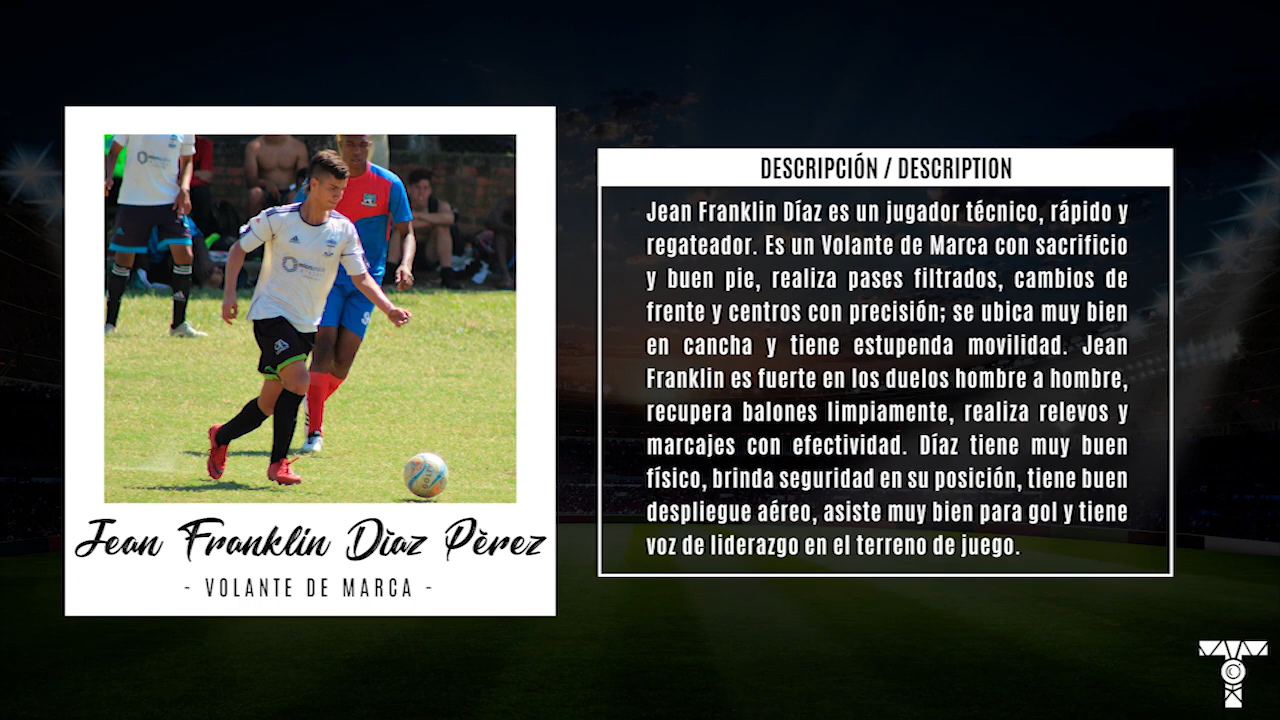 Jean Franklin Dìaz Pèrez
- VOLANTE DE MARCA -
DESCRIPCIÓN / DESCRIPTION
Jean Franklin Díaz es un jugador técnico, rápido y
regateador. Es un Volante de Marca con sacrificio
y buen pie, realiza pases filtrados, cambios de
frente y centros con precisión; se ubica muy bien
en cancha y tiene estupenda movilidad. Jean
Franklin es fuerte en los duelos hombre a hombre,
recupera balones limpiamente, realiza relevos y
marcajes con efectividad. Díaz tiene muy buen
físico, brinda seguridad en su posición, tiene buen
despliegue aéreo, asiste muy bien para gol y tiene
voz de liderazgo en el terreno de juego.